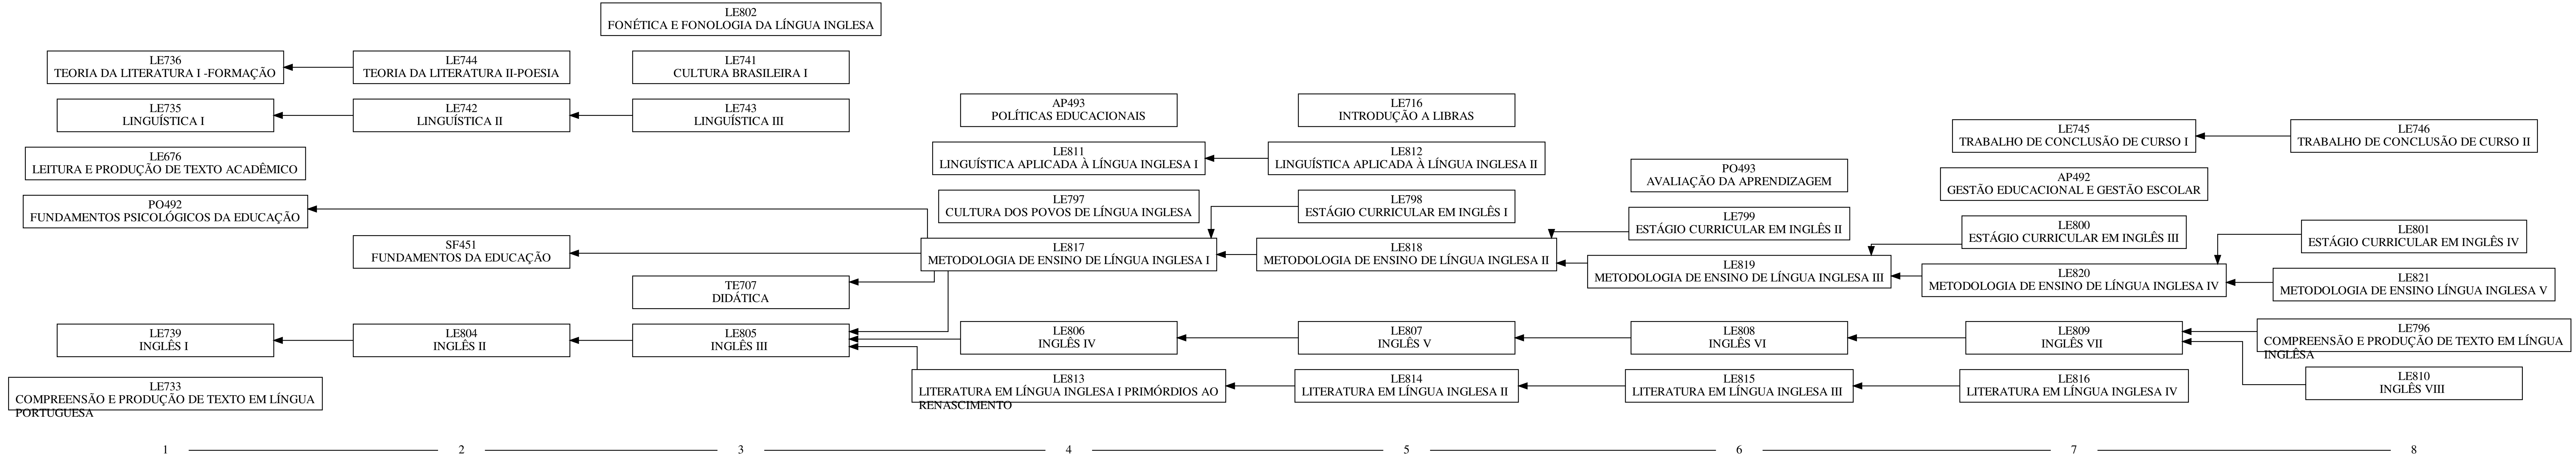 LE802
FONÉTICA E FONOLOGIA DA LÍNGUA INGLESA
LE736
TEORIA DA LITERATURA I -FORMAÇÃO
LE744
TEORIA DA LITERATURA II-POESIA
LE741
CULTURA BRASILEIRA I
LE735
LINGUÍSTICA I
LE742
LINGUÍSTICA II
LE743
LINGUÍSTICA III
AP493
POLÍTICAS EDUCACIONAIS
LE716
INTRODUÇÃO A LIBRAS
LE745
TRABALHO DE CONCLUSÃO DE CURSO I
LE746
TRABALHO DE CONCLUSÃO DE CURSO II
LE676
LEITURA E PRODUÇÃO DE TEXTO ACADÊMICO
LE811
LINGUÍSTICA APLICADA À LÍNGUA INGLESA I
LE812
LINGUÍSTICA APLICADA À LÍNGUA INGLESA II
PO493
AVALIAÇÃO DA APRENDIZAGEM
AP492
GESTÃO EDUCACIONAL E GESTÃO ESCOLAR
PO492
FUNDAMENTOS PSICOLÓGICOS DA EDUCAÇÃO
LE797
CULTURA DOS POVOS DE LÍNGUA INGLESA
LE798
ESTÁGIO CURRICULAR EM INGLÊS I
LE799
ESTÁGIO CURRICULAR EM INGLÊS II
LE800
ESTÁGIO CURRICULAR EM INGLÊS III
LE801
ESTÁGIO CURRICULAR EM INGLÊS IV
SF451
FUNDAMENTOS DA EDUCAÇÃO
LE817
METODOLOGIA DE ENSINO DE LÍNGUA INGLESA I
LE818
METODOLOGIA DE ENSINO DE LÍNGUA INGLESA II
LE819
METODOLOGIA DE ENSINO DE LÍNGUA INGLESA III
LE820
METODOLOGIA DE ENSINO DE LÍNGUA INGLESA IV
LE821
METODOLOGIA DE ENSINO LÍNGUA INGLESA V
TE707
DIDÁTICA
LE739
INGLÊS I
LE804
INGLÊS II
LE805
INGLÊS III
LE806
INGLÊS IV
LE807
INGLÊS V
LE808
INGLÊS VI
LE809
INGLÊS VII
LE796
COMPREENSÃO E PRODUÇÃO DE TEXTO EM LÍNGUA
INGLÊSA
LE733
COMPREENSÃO E PRODUÇÃO DE TEXTO EM LÍNGUA
PORTUGUESA
LE813
LITERATURA EM LÍNGUA INGLESA I PRIMÓRDIOS AO
RENASCIMENTO
LE814
LITERATURA EM LÍNGUA INGLESA II
LE815
LITERATURA EM LÍNGUA INGLESA III
LE816
LITERATURA EM LÍNGUA INGLESA IV
LE810
INGLÊS VIII
1 2 3 4 5 6 7 8